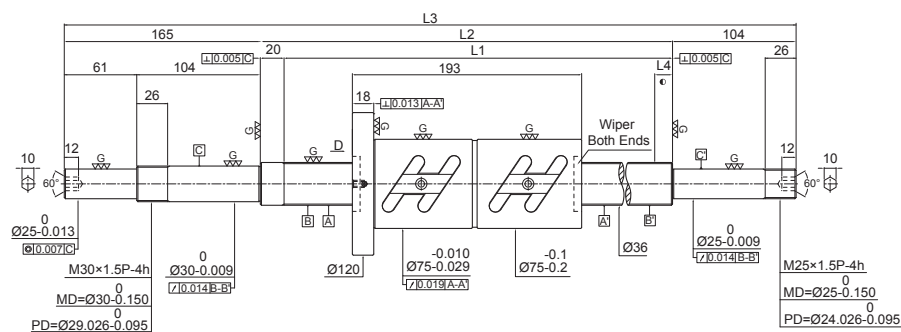 L3
165
L2
104
20
L1
⊥ 0.005 C
⊥ 0.005 C
61
104
193
L4
26
26
18
⊥ 0.013 A-A'
G
G
G
Wiper
Both Ends
G
G
D
G
G
G
G
C
C'
10
12
12
10
60°
60°
B
A
A'
B'
0
Ø25-0.013
◎ 0.007 C
0
Ø30-0.009
↗ 0.014 B-B'
Ø120
-0.010
Ø75-0.029
↗ 0.019 A-A'
-0.1
Ø75-0.2
Ø36
0
Ø25-0.009
↗ 0.014 B-B'
M30×1.5P-4h
0
MD=Ø30-0.150
0
PD=Ø29.026-0.095
M25×1.5P-4h
0
MD=Ø25-0.150
0
PD=Ø24.026-0.095